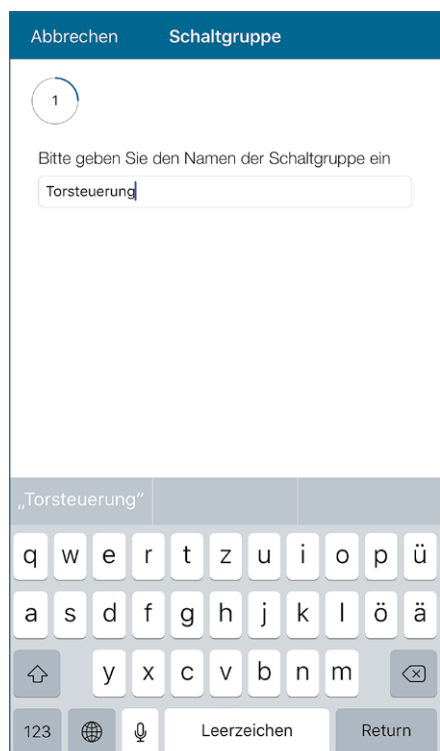 Abbrechen Schaltgruppe
1
Bitte geben Sie den Namen der Schaltgruppe ein
Torsteuerung
„Torsteuerung“
q w e r t z u i o p ü
a s d f g h j k l ö ä
y x c v b n m
123 Leerzeichen Return